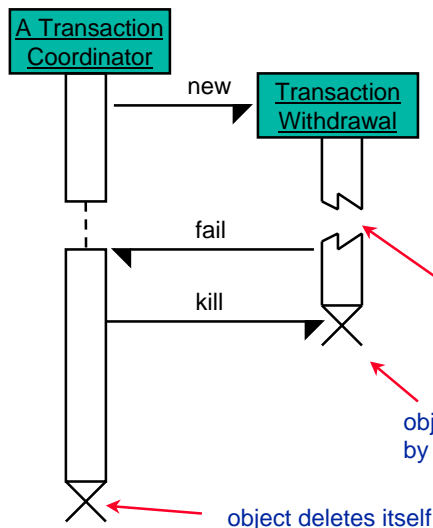 A Transaction
Coordinator
new
Transaction
Withdrawal
fail
kill
by
object deletes itself